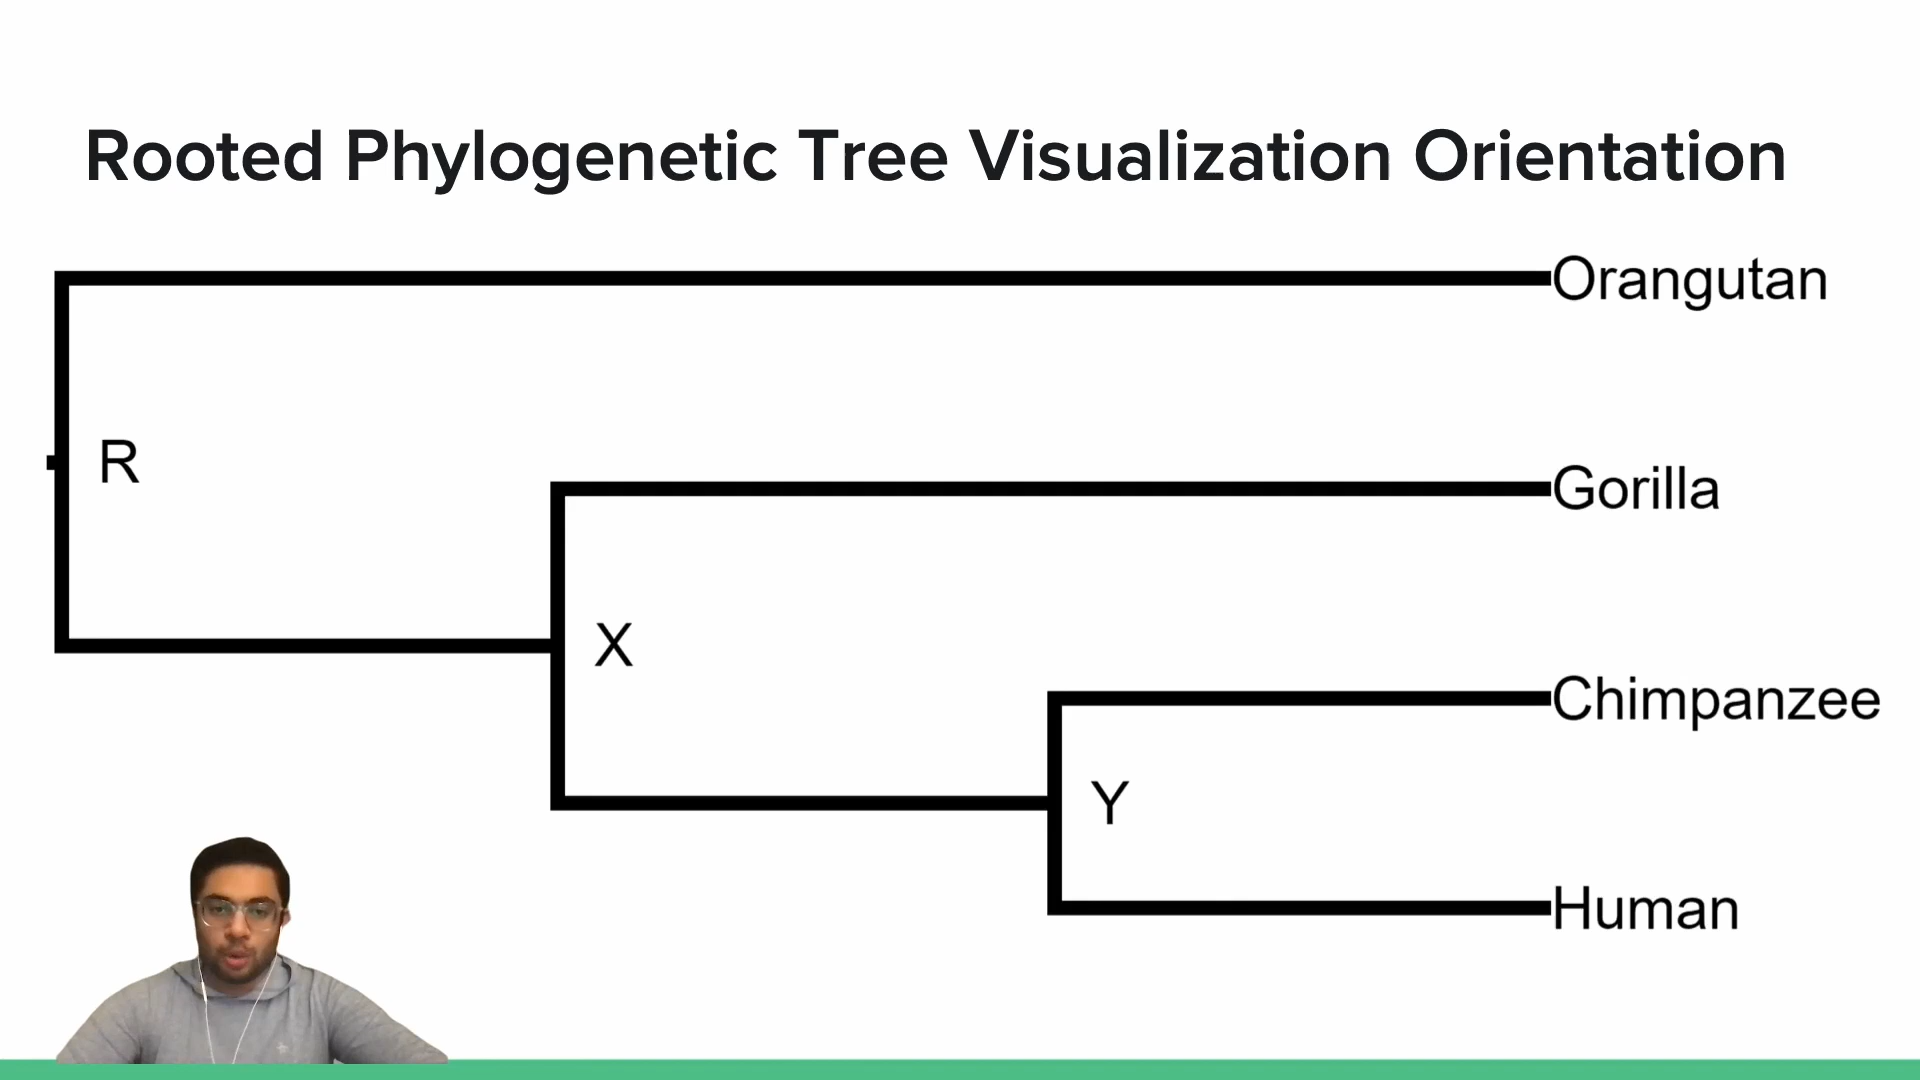 Rooted Phylogenetic Tree Visualization Orientation
Orangutan
R
Gorilla
X
Chimpanzee
Y
Human